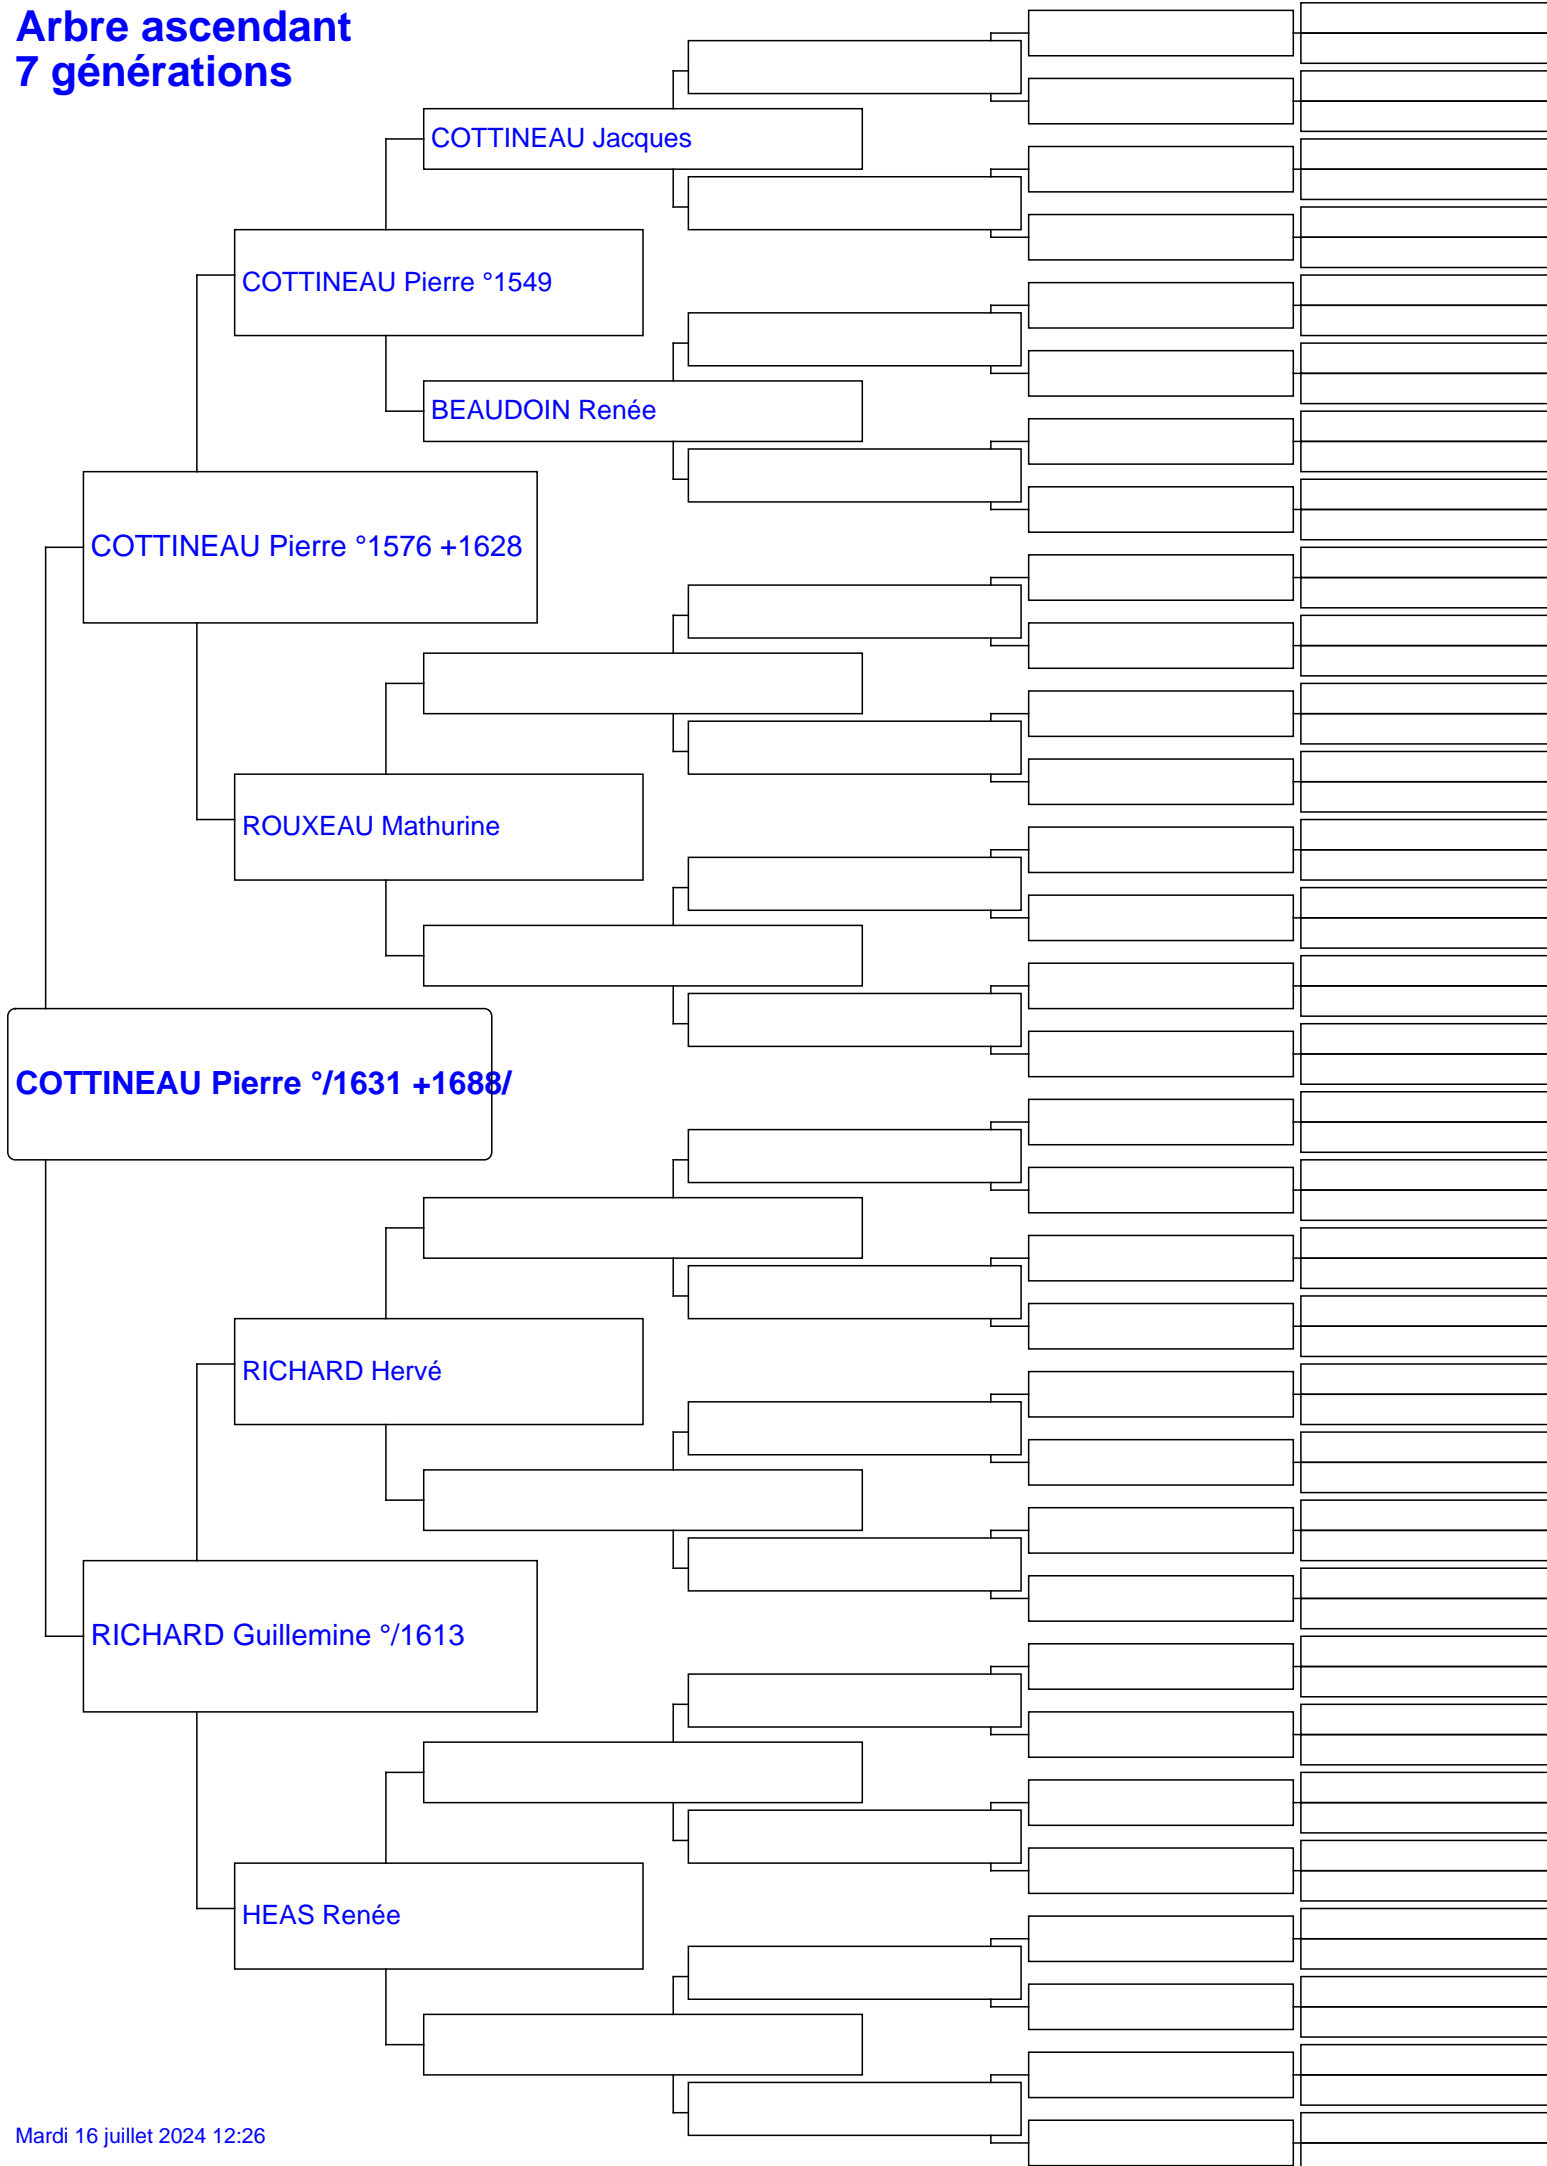 Arbre ascendant
7 générations
COTTINEAU Jacques
COTTINEAU Pierre °1549
BEAUDOIN Renée
COTTINEAU Pierre °1576 +1628
ROUXEAU Mathurine
COTTINEAU Pierre °/1631 +1688/
RICHARD Hervé
RICHARD Guillemine °/1613
HEAS Renée
Mardi 16 juillet 2024 12:26